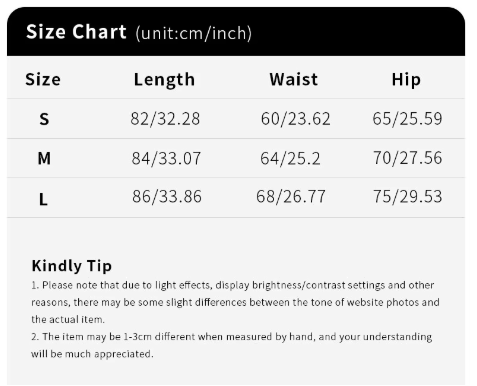 Size Chart (unit:cm/inch)
Size Length Waist Hip
S 82/32.28 60/23.62 65/25.59
M 84/33.07 64/25.2 70/27.56
L 86/33.86 68/26.77 75/29.53
Kindly Tip
1. Please note that due to light effects, display brightness/contrast settings and other
reasons, there may be some slight differences between the tone of website photos and
the actual item.
2. The item may be 1-3cm different when measured by hand, and your understanding
will be much appreciated.